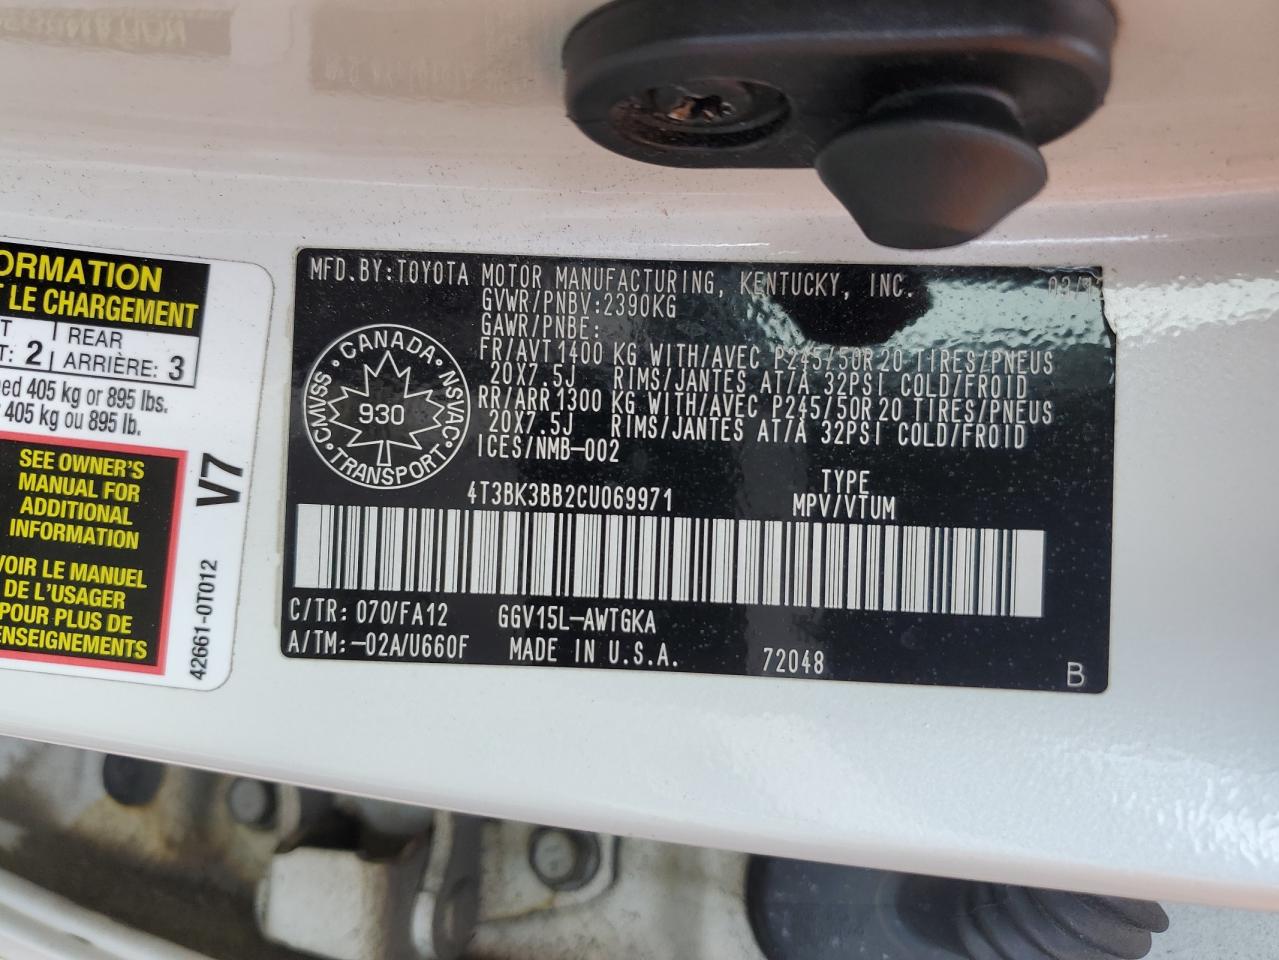 ORMATION
T LE CHARGEMENT
T
REAR
T: 2
ARRIÈRE: 3
ed 405 kg or 895 lbs.
405 kg ou 895 lb.
SEE OWNER'S
MANUAL FOR
ADDITIONAL
INFORMATION
VOIR LE MANUEL
DE L'USAGER
POUR PLUS DE
ENSEIGNEMENTS
V7
42661-0T012
MFD.BY:TOYOTA MOTOR MANUFACTURING, KENTUCKY, INC.
GVWR/PNBV:2390KG
GAWR/PNBE:
FR/AVT1400 KG WITH/AVEC P245/50R20 TIRES/PNEUS
20X7.5J RIMS/JANTES AT/À 32PSI COLD/FROID
RR/ARR1300 KG WITH/AVEC P245/50R20 TIRES/PNEUS
20X7.5J RIMS/JANTES AT/À 32PSI COLD/FROID
ICES/NMB-002
CANADA
CMVSS 930 NSVAC
TRANSPORT
4T3BK3BB2CU069971
TYPE
MPV/VTUM
C/TR: 070/FA12 GGV15L-AWTGKA
A/TM: -02A/U660F MADE IN U.S.A. 72048
B